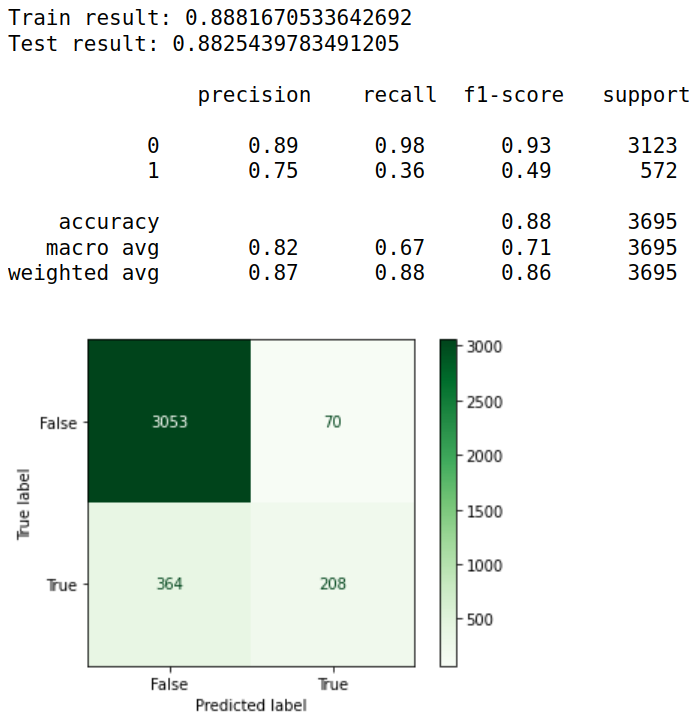 Train result: 0.8881670533642692
Test result: 0.8825439783491205
precision recall f1-score support
0 0.89 0.98 0.93 3123
1 0.75 0.36 0.49 572
accuracy 0.88 3695
macro avg 0.82 0.67 0.71 3695
weighted avg 0.87 0.88 0.86 3695
3000
2500
2000
1500
1000
500
True label
False 3053 70
True 364 208
False True
Predicted label